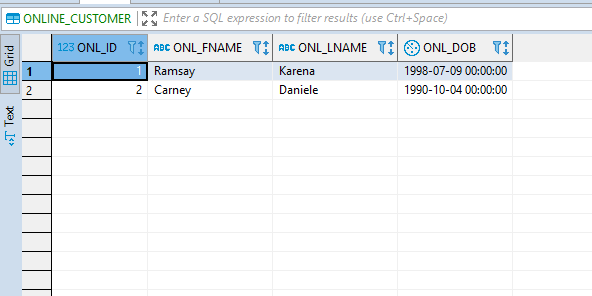 ONLINE_CUSTOMER Enter a SQL expression to filter results (use Ctrl+Space)
Grid
Text
123 ONL_ID ABC ONL_FNAME ABC ONL_LNAME ONL_DOB
1 1 Ramsay Karena 1998-07-09 00:00:00
2 2 Carney Daniele 1990-10-04 00:00:00